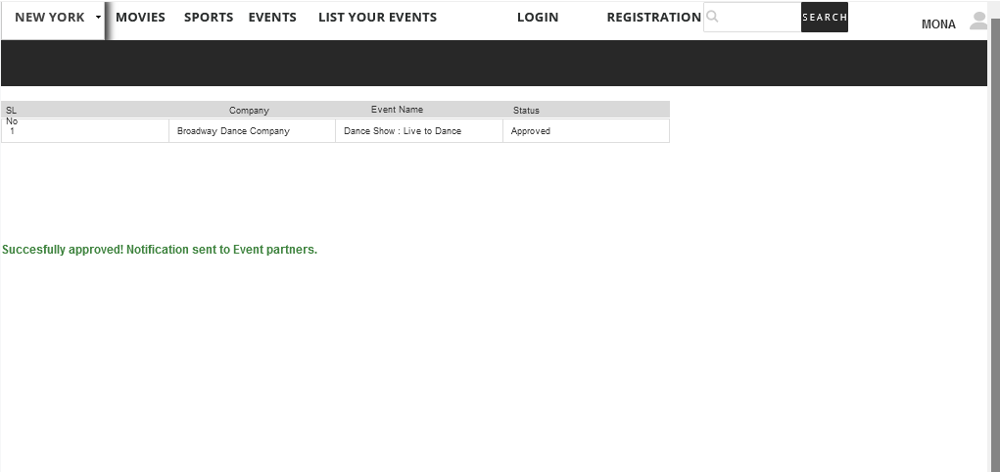 NEW YORK MOVIES SPORTS EVENTS LIST YOUR EVENTS LOGIN REGISTRATION SEARCH MONA
SL No Company Event Name Status
1 Broadway Dance Company Dance Show : Live to Dance Approved
Succesfully approved! Notification sent to Event partners.